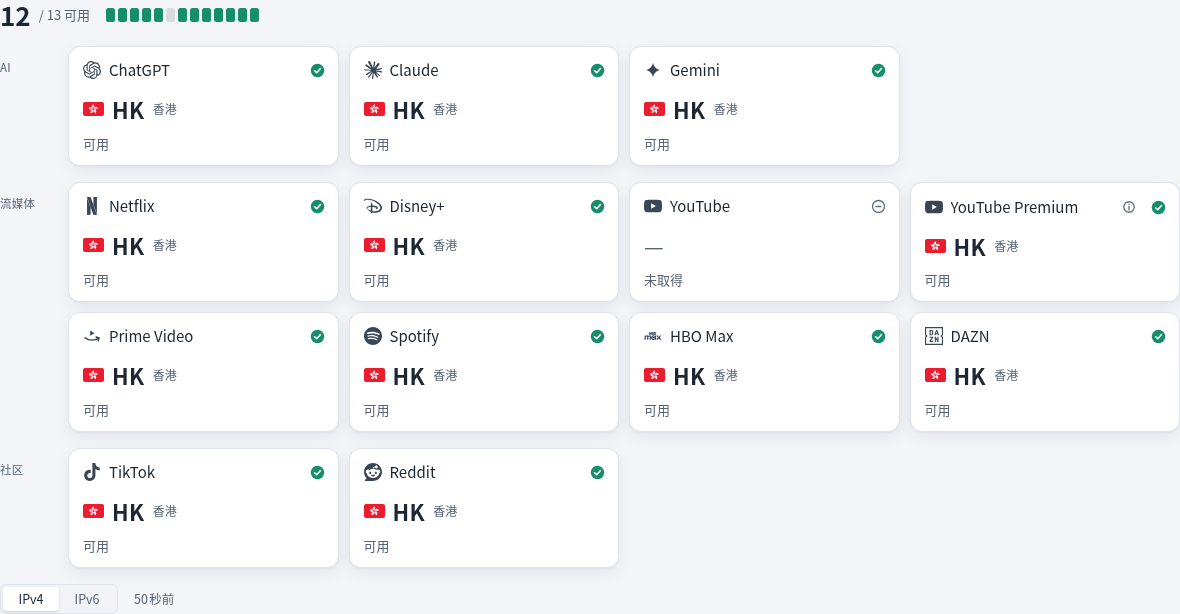 12 / 13 可用
AI
ChatGPT
HK 香港
可用
Claude
HK 香港
可用
Gemini
HK 香港
可用
流媒体
Netflix
HK 香港
可用
Disney+
HK 香港
可用
YouTube
—
未取得
YouTube Premium
HK 香港
可用
Prime Video
HK 香港
可用
Spotify
HK 香港
可用
HBO Max
HK 香港
可用
DAZN
HK 香港
可用
社区
TikTok
HK 香港
可用
Reddit
HK 香港
可用
IPv4 IPv6 50秒前